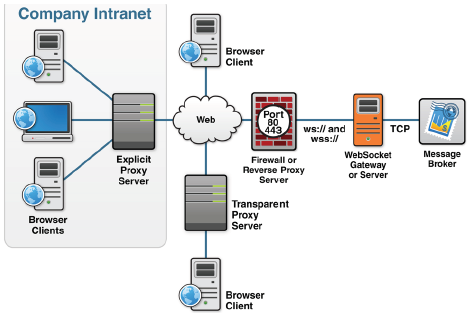 Company Intranet
Browser
Client
Web
Port
80
443
ws:// and
wss://
TCP
Explicit
Proxy
Server
Firewall or
Reverse Proxy
Server
WebSocket
Gateway
or Server
Message
Broker
Browser
Clients
Transparent
Proxy
Server
Browser
Client